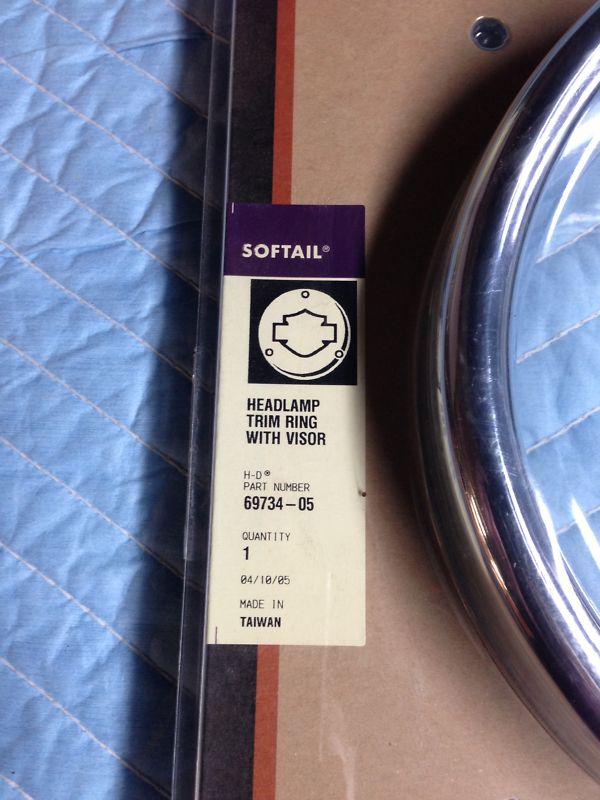 SOFTAIL®
HEADLAMP
TRIM RING
WITH VISOR
H-D®
PART NUMBER
69734-05
QUANTITY
1
04/10/05
MADE IN
TAIWAN